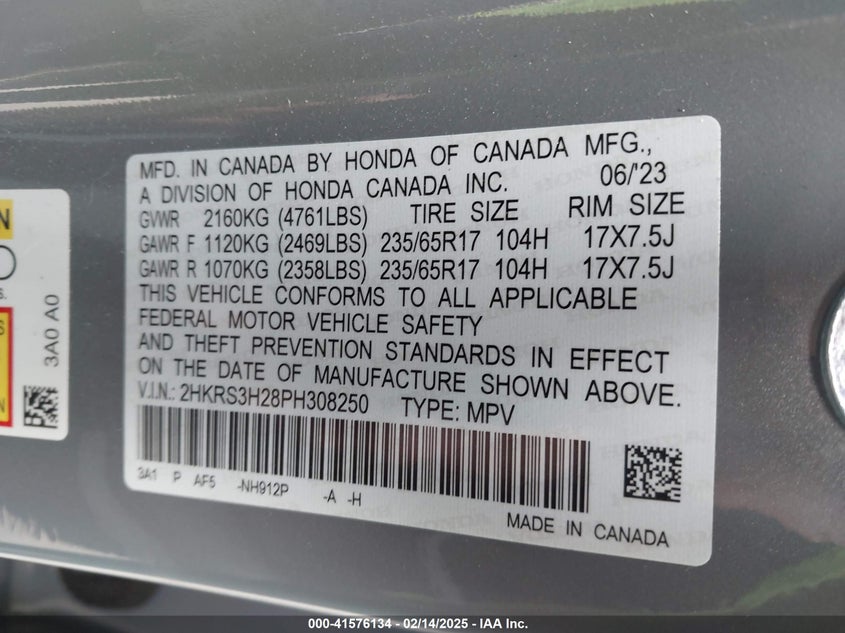 MFD. IN CANADA BY HONDA OF CANADA MFG.,
A DIVISION OF HONDA CANADA INC. 06/'23
GVWR 2160KG (4761LBS) TIRE SIZE RIM SIZE
GAWR F 1120KG (2469LBS) 235/65R17 104H 17X7.5J
GAWR R 1070KG (2358LBS) 235/65R17 104H 17X7.5J
THIS VEHICLE CONFORMS TO ALL APPLICABLE
FEDERAL MOTOR VEHICLE SAFETY
AND THEFT PREVENTION STANDARDS IN EFFECT
ON THE DATE OF MANUFACTURE SHOWN ABOVE.
V.I.N.: 2HKRS3H28PH308250 TYPE: MPV
3A1 P AF5 -NH912P -A -H
MADE IN CANADA
3A0 A0
000-41576134 - 02/14/2025 - IAA Inc.